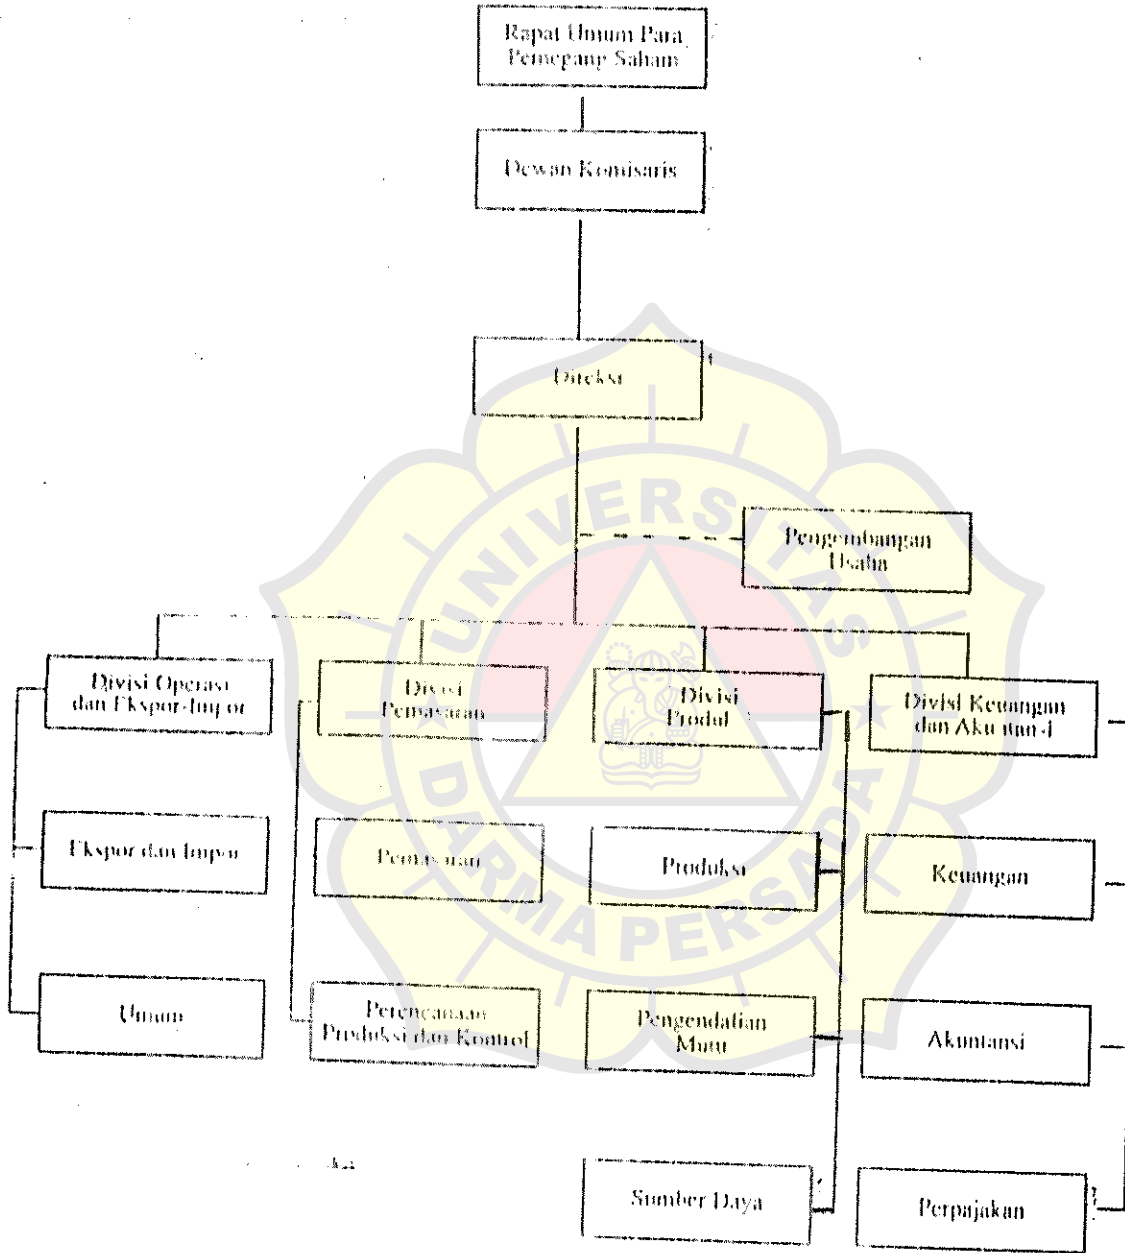 Rapat Umum Para
Pemegang Saham
Dewan Komisaris
Direksi
Pengembangan
Usaha
Divisi Operasi
dan Ekspor-Impor
Divisi
Pemasaran
Divisi
Produk
Divisi Keuangan
dan Akuntansi
Ekspor dan Impor
Pemasaran
Produksi
Keuangan
Umum
Perencanaan
Produksi dan Kontrol
Pengendalian
Mutu
Akuntansi
Sumber Daya
Perpajakan
UNIVERSITAS
DARMA PERSADA